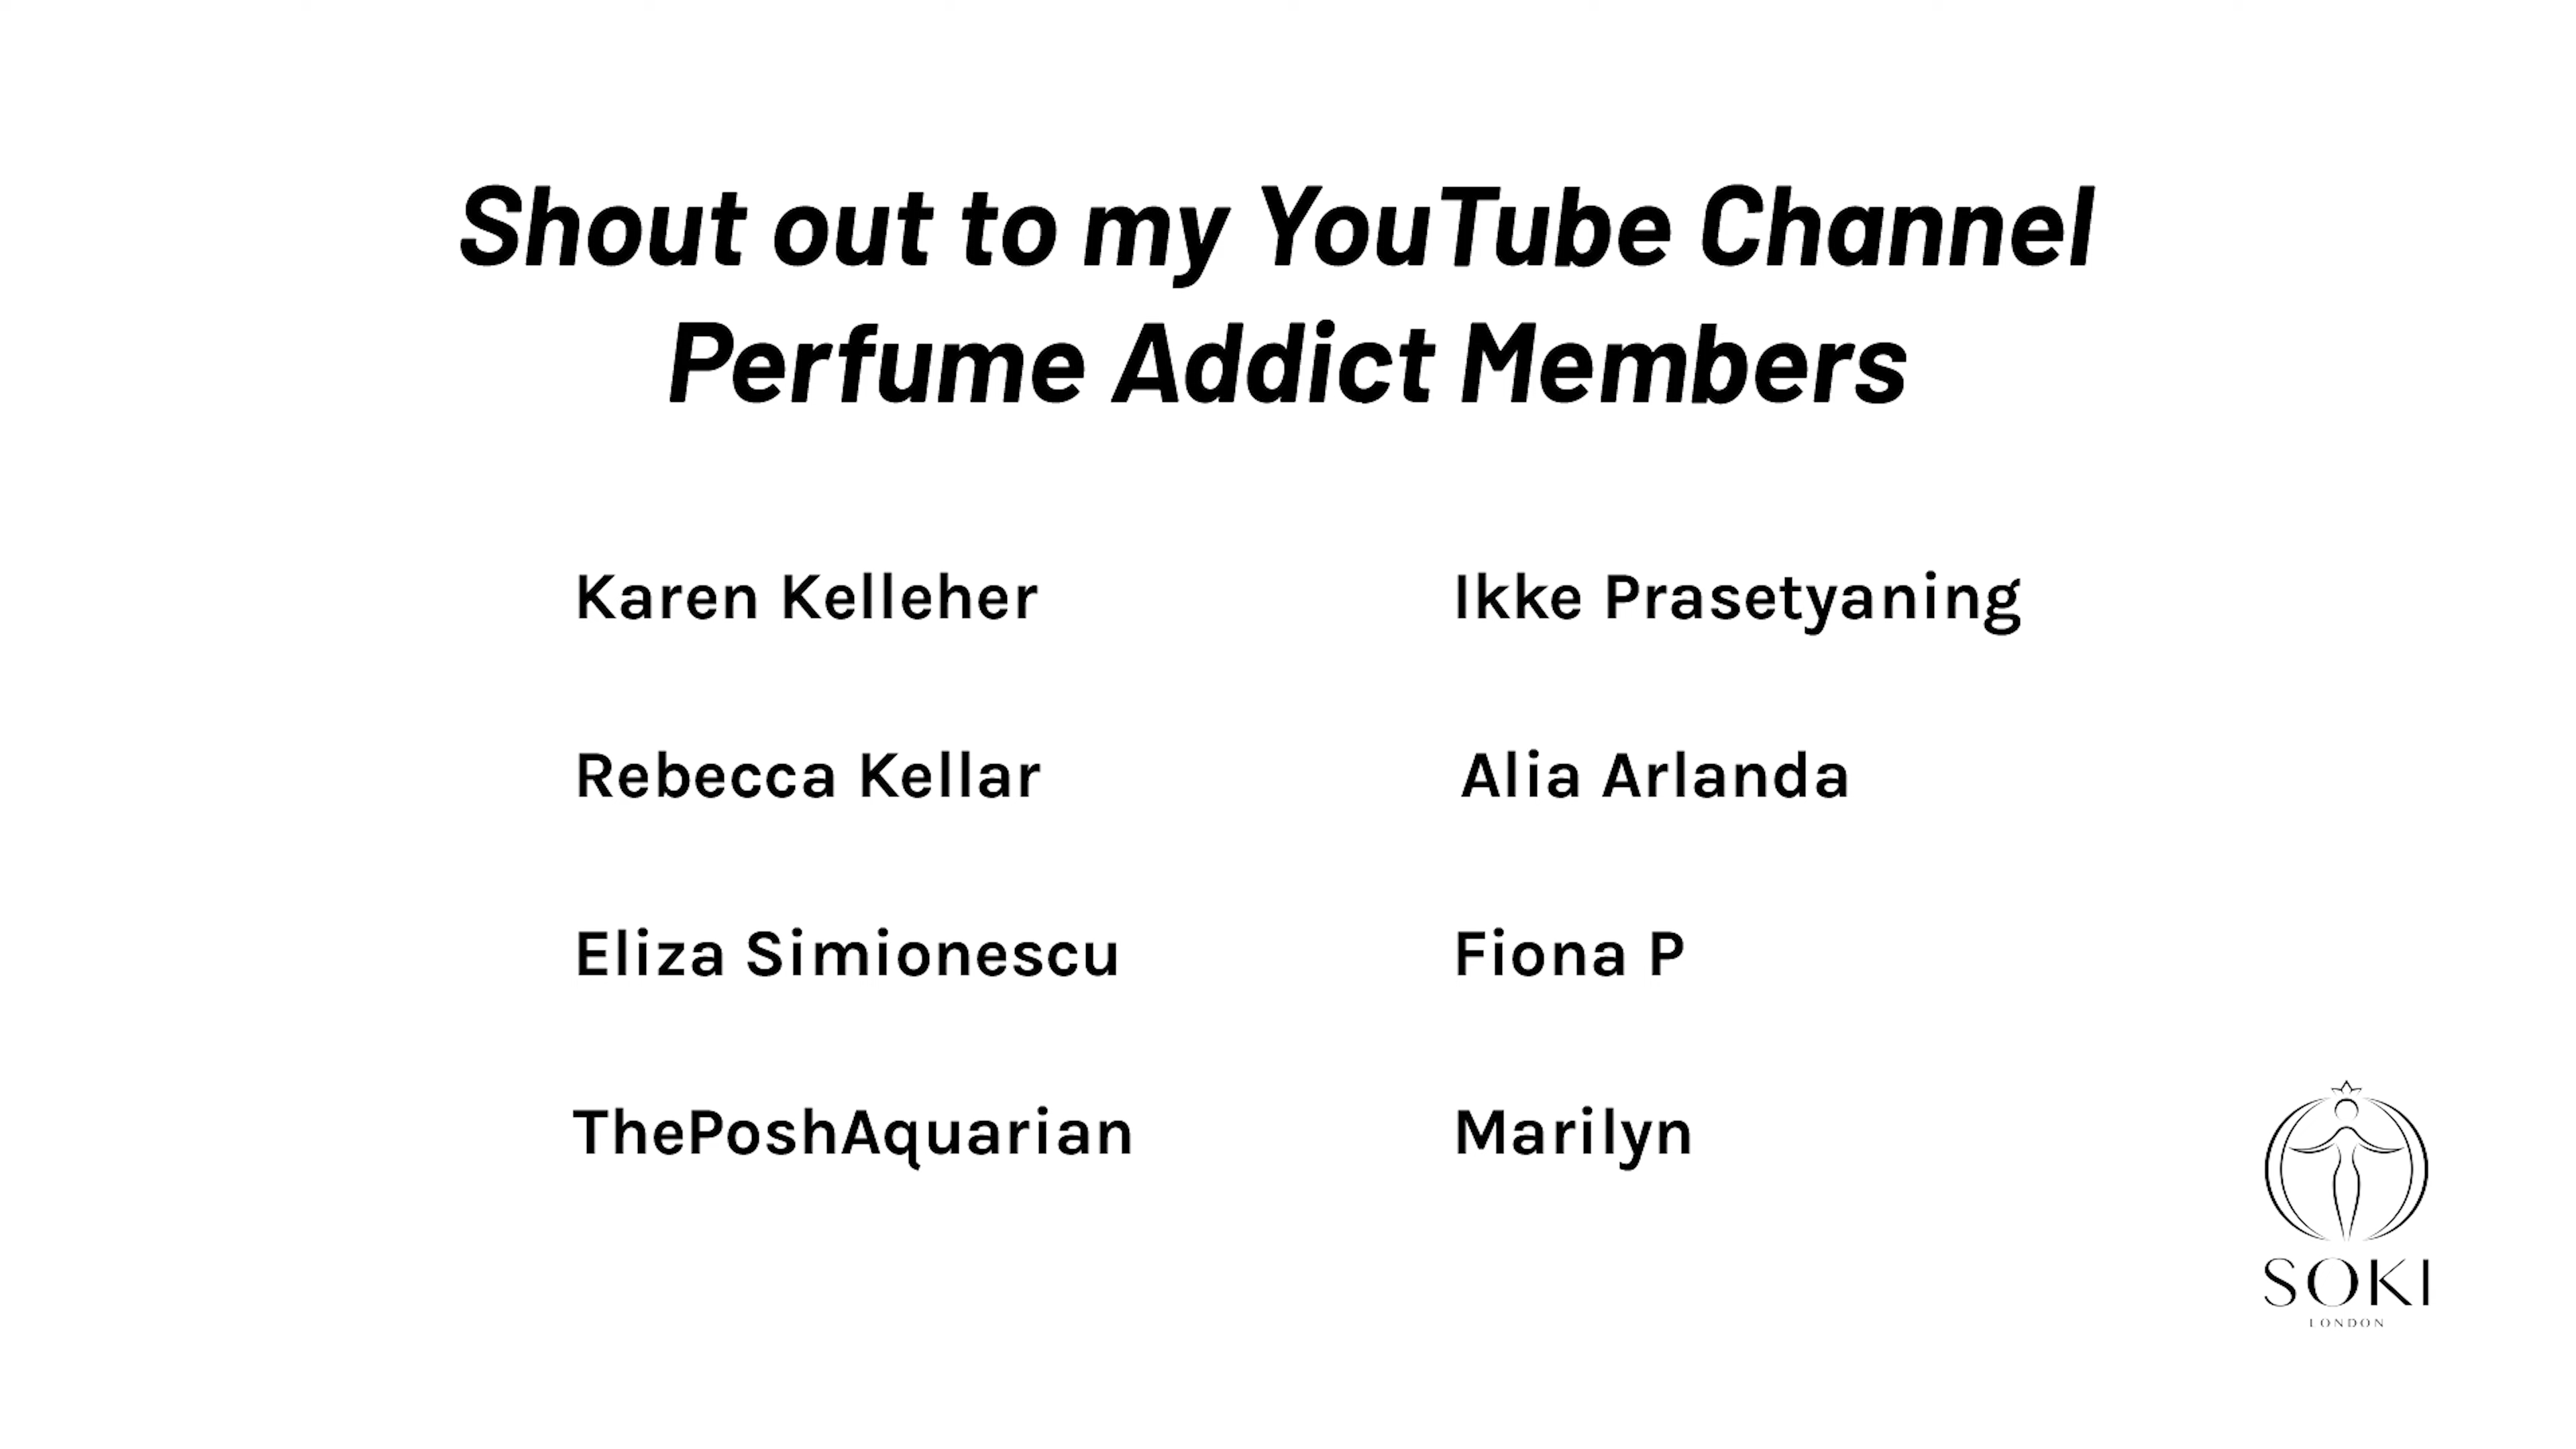 Shout out to my YouTube Channel
Perfume Addict Members
Karen Kelleher
Rebecca Kellar
Eliza Simionescu
ThePoshAquarian
Ikke Prasetyaning
Alia Arlanda
Fiona P
Marilyn
SOKI
LONDON